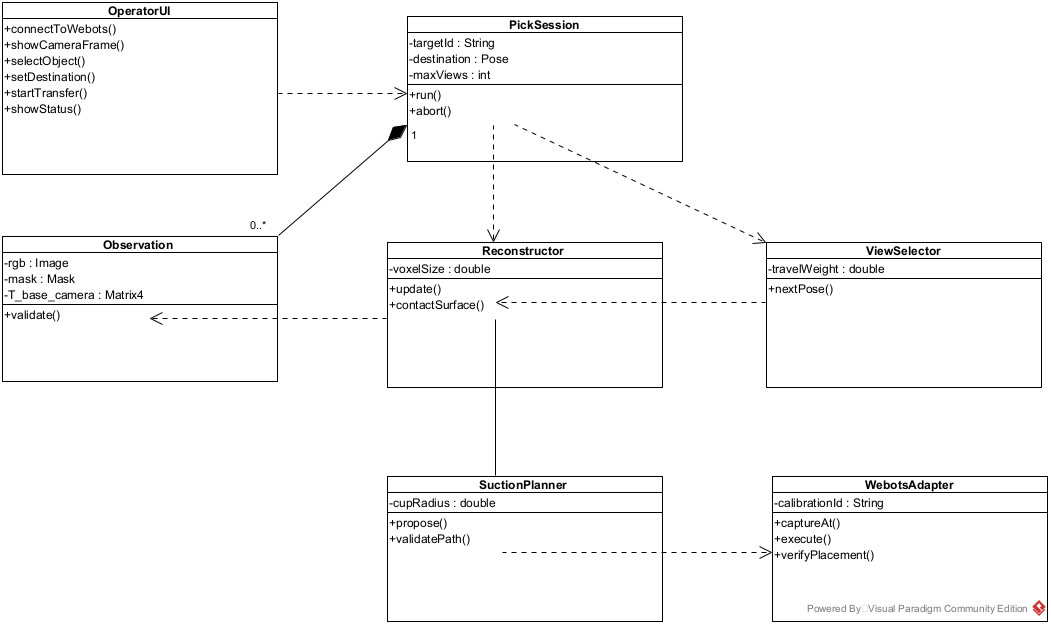 OperatorUI
+connectToWebots()
+showCameraFrame()
+selectObject()
+setDestination()
+startTransfer()
+showStatus()
PickSession
-targetId : String
-destination : Pose
-maxViews : int
+run()
+abort()
1
0..*
Observation
-rgb : Image
-mask : Mask
-T_base_camera : Matrix4
+validate()
Reconstructor
-voxelSize : double
+update()
+contactSurface()
ViewSelector
-travelWeight : double
+nextPose()
SuctionPlanner
-cupRadius : double
+propose()
+validatePath()
WebotsAdapter
-calibrationId : String
+captureAt()
+execute()
+verifyPlacement()
Powered By Visual Paradigm Community Edition